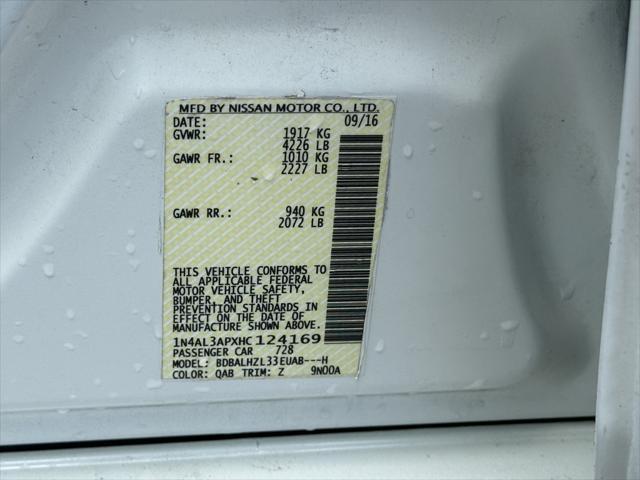 MFD BY NISSAN MOTOR CO., LTD.
DATE: 09/16
GVWR: 1917 KG
4226 LB
GAWR FR.: 1010 KG
2227 LB
GAWR RR.: 940 KG
2072 LB
THIS VEHICLE CONFORMS TO
ALL APPLICABLE FEDERAL
MOTOR VEHICLE SAFETY,
BUMPER, AND THEFT
PREVENTION STANDARDS IN
EFFECT ON THE DATE OF
MANUFACTURE SHOWN ABOVE.
1N4AL3APXHC124169
PASSENGER CAR 728
MODEL: BDBALHZL33EUAB---H
COLOR: QAB TRIM: Z 9N00A